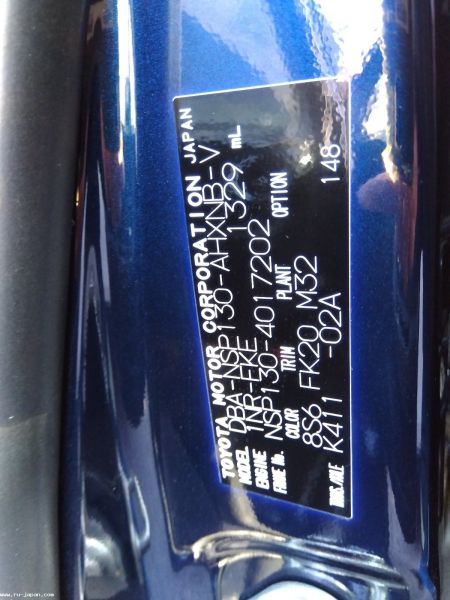 TOYOTA MOTOR CORPORATION JAPAN
MODEL DBA-NSP130-AHXNB-V
ENGINE 1NR-FKE 1329 mL
FRAME No. NSP130-4017202
COLOR TRIM PLANT OPTION
8S6 FK20 M32 148
TRNS./AXLE K411 -02A
www.ru-japan.com